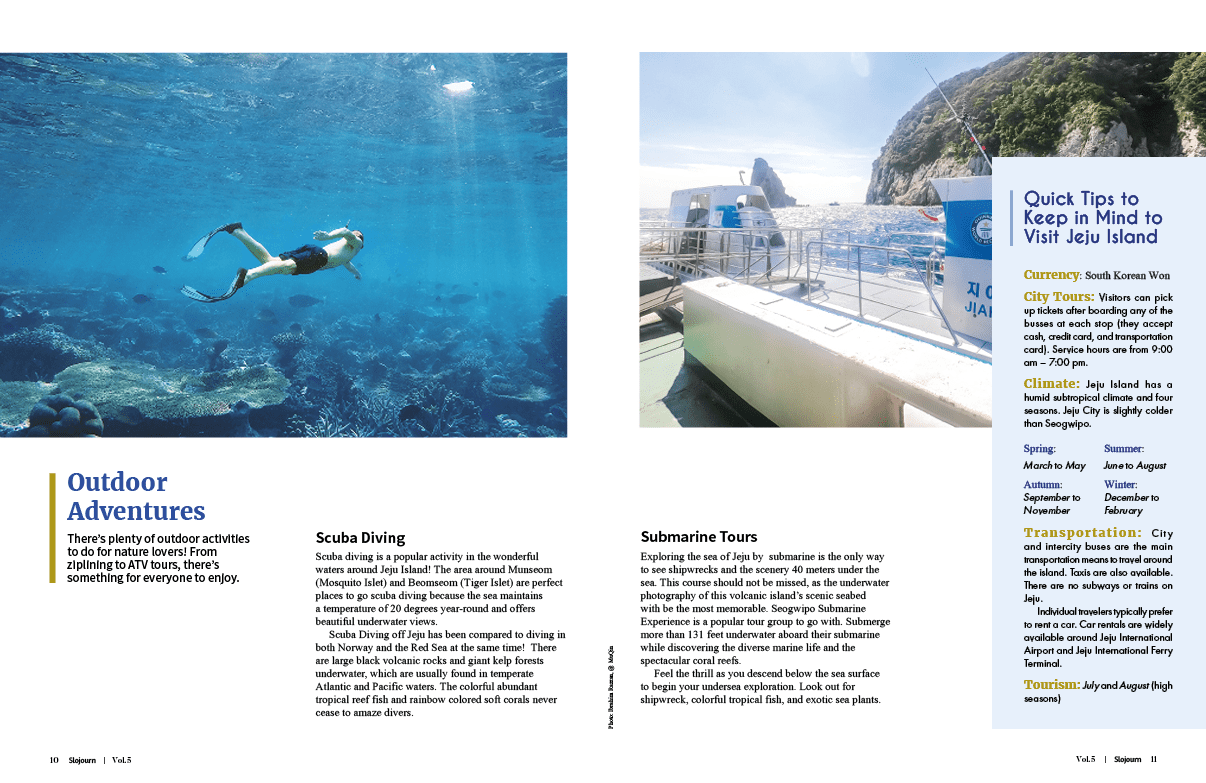 Outdoor
Adventures
There's plenty of outdoor activities
to do for nature lovers! From
ziplining to ATV tours, there's
something for everyone to enjoy.
Scuba Diving
Scuba diving is a popular activity in the wonderful
waters around Jeju Island! The area around Munseom
(Mosquito Islet) and Beomseom (Tiger Islet) are perfect
places to go scuba diving because the sea maintains
a temperature of 20 degrees year-round and offers
beautiful underwater views.
Scuba Diving off Jeju has been compared to diving in
both Norway and the Red Sea at the same time! There
are large black volcanic rocks and giant kelp forests
underwater, which are usually found in temperate
Atlantic and Pacific waters. The colorful abundant
tropical reef fish and rainbow colored soft corals never
cease to amaze divers.
Photo:
10 Slojourn | Vol.5
Submarine Tours
Exploring the sea of Jeju by submarine is the only way
to see shipwrecks and the scenery 40 meters under the
sea. This course should not be missed, as the underwater
photography of this volcanic island's scenic seabed
with be the most memorable. Seogwipo Submarine
Experience is a popular tour group to go with. Submerge
more than 131 feet underwater aboard their submarine
while discovering the diverse marine life and the
spectacular coral reefs.
Feel the thrill as you descend below the sea surface
to begin your undersea exploration. Look out for
shipwreck, colorful tropical fish, and exotic sea plants.
Quick Tips to
Keep in Mind to
Visit Jeju Island
Currency: South Korean Won
City Tours: Visitors can pick
up tickets after boarding any of the
busses at each stop (they accept
cash, credit card, and transportation
card). Service hours are from 9:00
am – 7:00 pm.
Climate: Jeju Island has a
humid subtropical climate and four
seasons. Jeju City is slightly colder
than Seogwipo.
Spring:
March to May
Summer:
June to August
Autumn:
September to
November
Winter:
December to
February
Transportation: City
and intercity buses are the main
transportation means to travel around
the island. Taxis are also available.
There are no subways or trains on
Jeju.
Individual travelers typically prefer
to rent a car. Car rentals are widely
available around Jeju International
Airport and Jeju International Ferry
Terminal.
Tourism: July and August (high
seasons)
Vol.5 | Slojourn 11